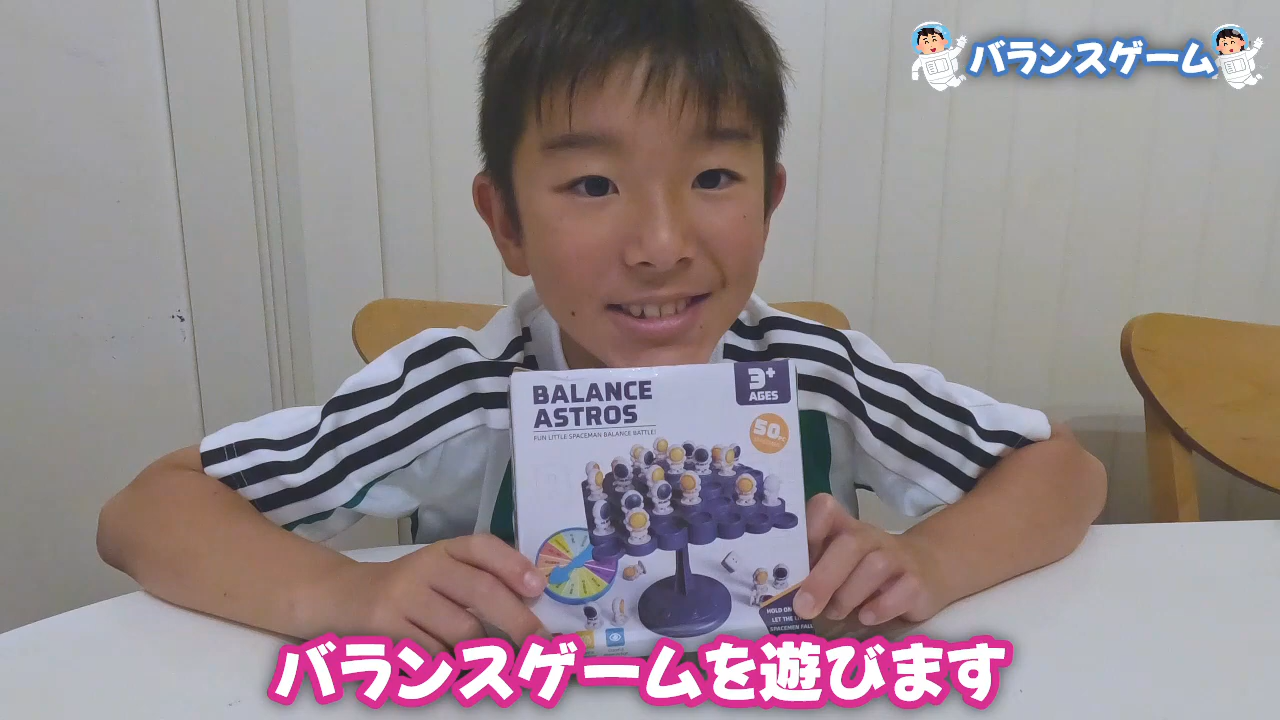 バランスゲーム
BALANCE
ASTROS
FUN LITTLE SPACEMAN BALANCE BATTLE!
3+
AGES
50PC
HOLD ON
LET THE
SPACEMEN FALL
バランスゲームを遊びます